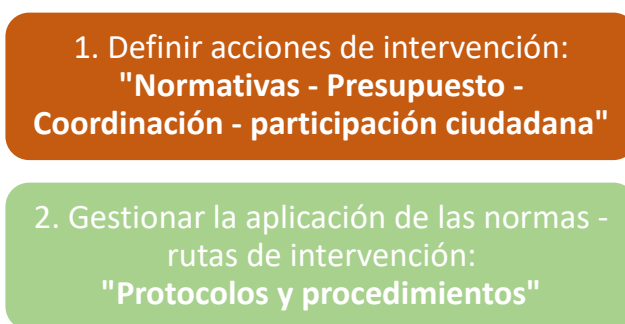 1. Definir acciones de intervención:
"Normativas - Presupuesto -
Coordinación - participación ciudadana"
2. Gestionar la aplicación de las normas -
rutas de intervención:
"Protocolos y procedimientos"